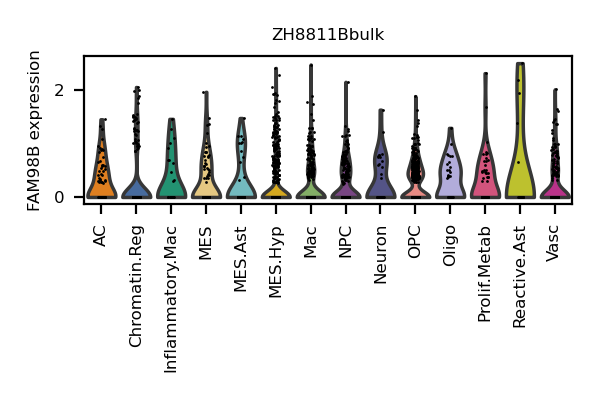 ZH8811Bbulk
FAM98B expression
2
0
AC
Chromatin.Reg
Inflammatory.Mac
MES
MES.Ast
MES.Hyp
Mac
NPC
Neuron
OPC
Oligo
Prolif.Metab
Reactive.Ast
Vasc